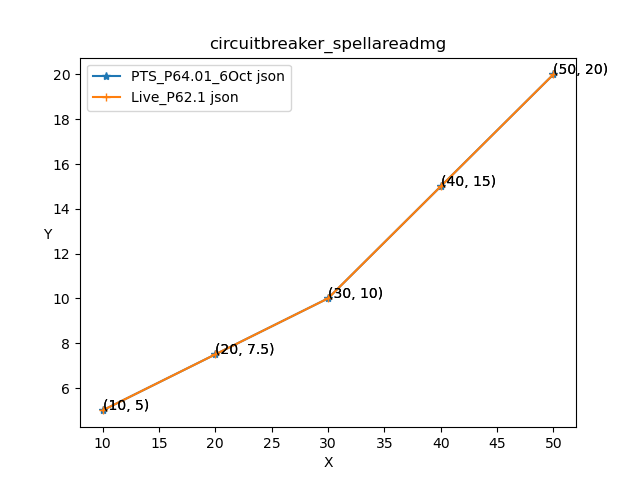 circuitbreaker_spellareadmg
PTS_P64.01_6Oct json
Live_P62.1 json
(50, 20)
(40, 15)
(30, 10)
(20, 7.5)
(10, 5)
20
18
16
14
12
10
8
6
Y
10 15 20 25 30 35 40 45 50
X